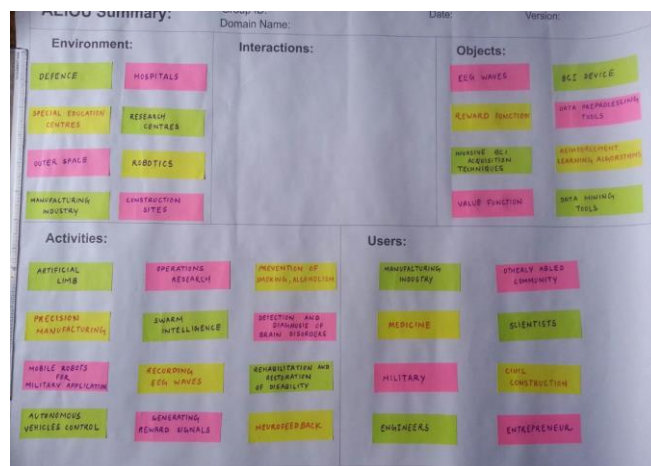 AEIOU Summary:
Group ID:
Domain Name:
Date:
Version:
Environment:
DEFENCE
HOSPITALS
SPECIAL EDUCATION
CENTRES
RESEARCH
CENTRES
OUTER SPACE
ROBOTICS
MANUFACTURING
INDUSTRY
CONSTRUCTION
SITES
Interactions:
Objects:
ECG WAVES
BCI DEVICE
REWARD FUNCTION
DATA PREPROCESSING
TOOLS
INVASIVE BCI
ACQUISITION
TECHNIQUES
REINFORCEMENT
LEARNING ALGORITHMS
VALUE FUNCTION
DATA MINING
TOOLS
Activities:
ARTIFICIAL
LIMB
OPERATIONS
RESEARCH
PREVENTION OF
SMOKING, ALCOHOLISM
PRECISION
MANUFACTURING
SWARM
INTELLIGENCE
DETECTION AND
DIAGNOSIS OF
BRAIN DISORDERS
MOBILE ROBOTS
FOR
MILITARY APPLICATION
RECORDING
ECG WAVES
REHABILITATION AND
RESTORATION
OF DISABILITY
AUTONOMOUS
VEHICLES CONTROL
GENERATING
REWARD SIGNALS
NEUROFEEDBACK
Users:
MANUFACTURING
INDUSTRY
OTHERLY ABLED
COMMUNITY
MEDICINE
SCIENTISTS
MILITARY
CIVIL
CONSTRUCTION
ENGINEERS
ENTREPRENEUR